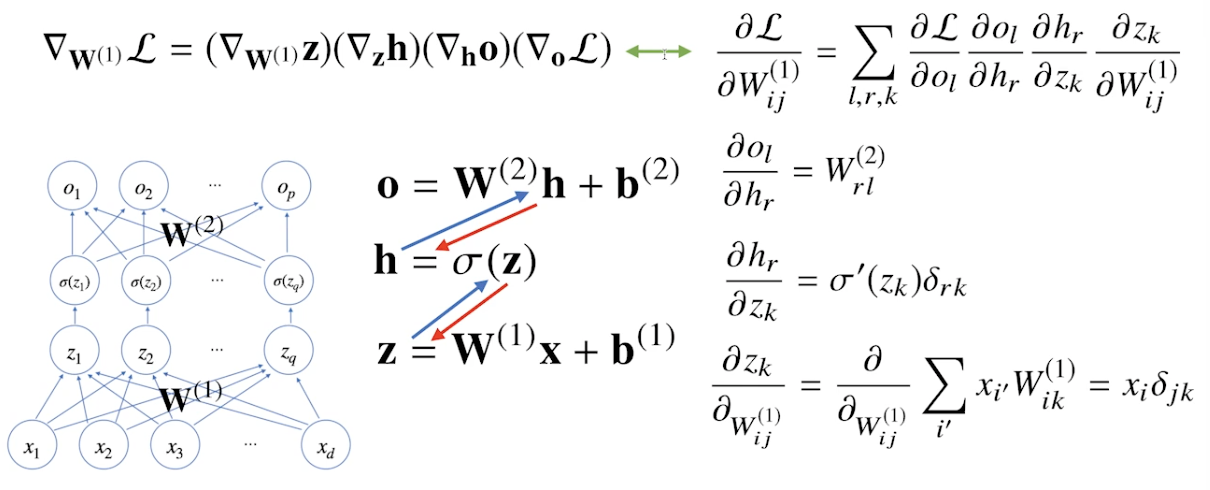 ∇_{W^{(1)}} ℒ = (∇_{W^{(1)}} z)(∇_z h)(∇_h o)(∇_o ℒ) ⟷ ∂ℒ/∂W_{ij}^{(1)} = ∑_{l,r,k} ∂ℒ/∂o_l ∂o_l/∂h_r ∂h_r/∂z_k ∂z_k/∂W_{ij}^{(1)}
o_1 o_2 ... o_p
W^{(2)}
σ(z_1) σ(z_2) ... σ(z_q)
z_1 z_2 ... z_q
W^{(1)}
x_1 x_2 x_3 ... x_d
o = W^{(2)}h + b^{(2)}
h = σ(z)
z = W^{(1)}x + b^{(1)}
∂o_l/∂h_r = W_{rl}^{(2)}
∂h_r/∂z_k = σ′(z_k)δ_{rk}
∂z_k/∂_{W_{ij}^{(1)}} = ∂/∂_{W_{ij}^{(1)}} ∑_{i′} x_{i′} W_{ik}^{(1)} = x_i δ_{jk}